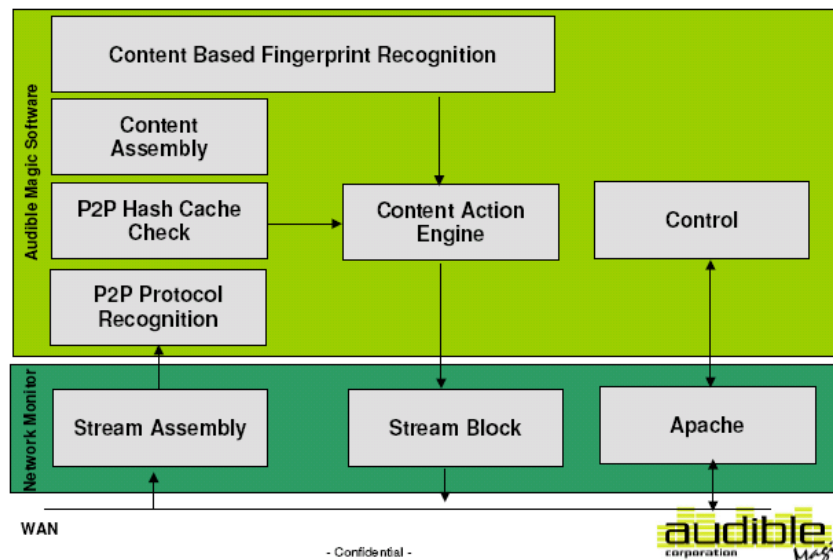 Audible Magic Software
Content Based Fingerprint Recognition
Content
Assembly
P2P Hash Cache
Check
Content Action
Engine
Control
P2P Protocol
Recognition
Network Monitor
Stream Assembly
Stream Block
Apache
WAN
- Confidential -
audible
corporation